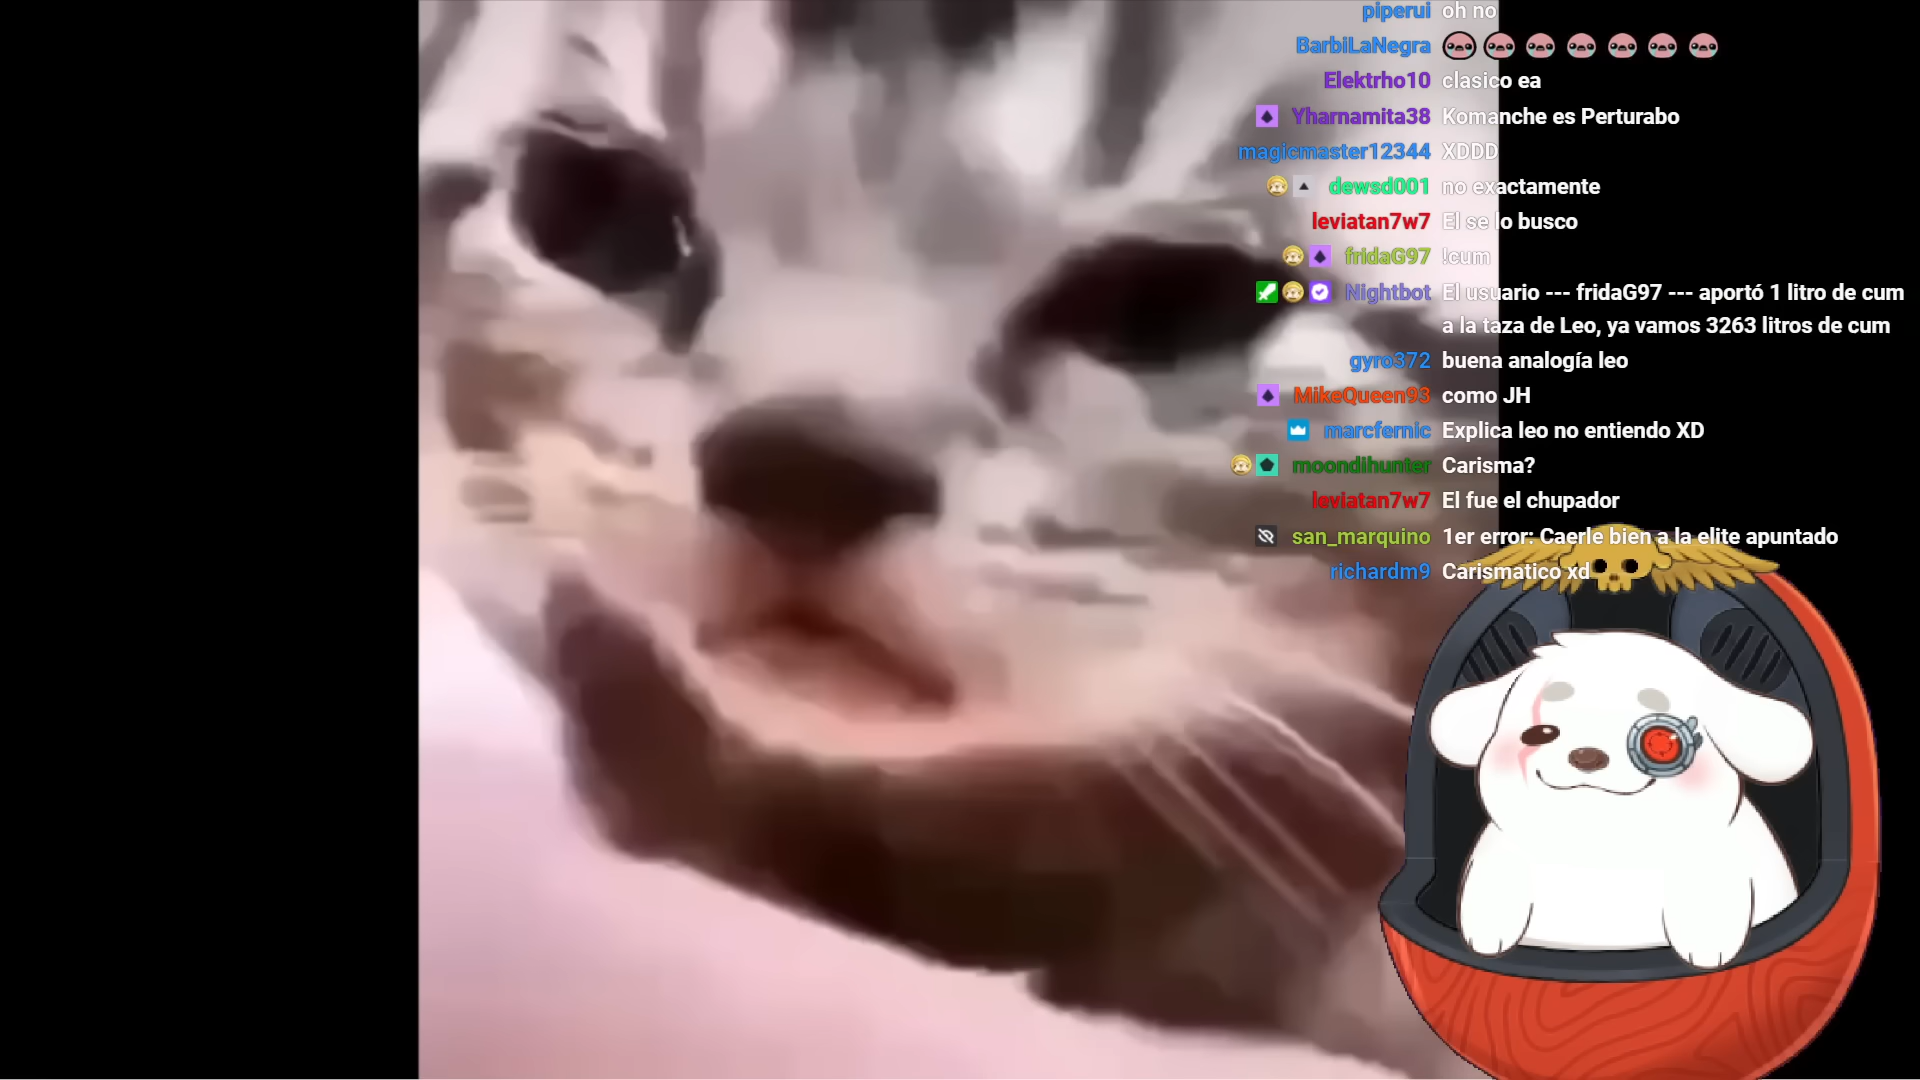 piperui oh no
BarbiLaNegra
Elektrho10 clasico ea
Yharnamita38 Komanche es Perturabo
magicmaster12344 XDDD
dewsd001 no exactamente
leviatan7w7 El se lo busco
fridaG97 !cum
Nightbot El usuario --- fridaG97 --- aportó 1 litro de cum
a la taza de Leo, ya vamos 3263 litros de cum
gyro372 buena analogía leo
MikeQueen93 como JH
marcfernic Explica leo no entiendo XD
moondihunter Carisma?
leviatan7w7 El fue el chupador
san_marquino 1er error: Caerle bien a la elite apuntado
richardm9 Carismatico xd